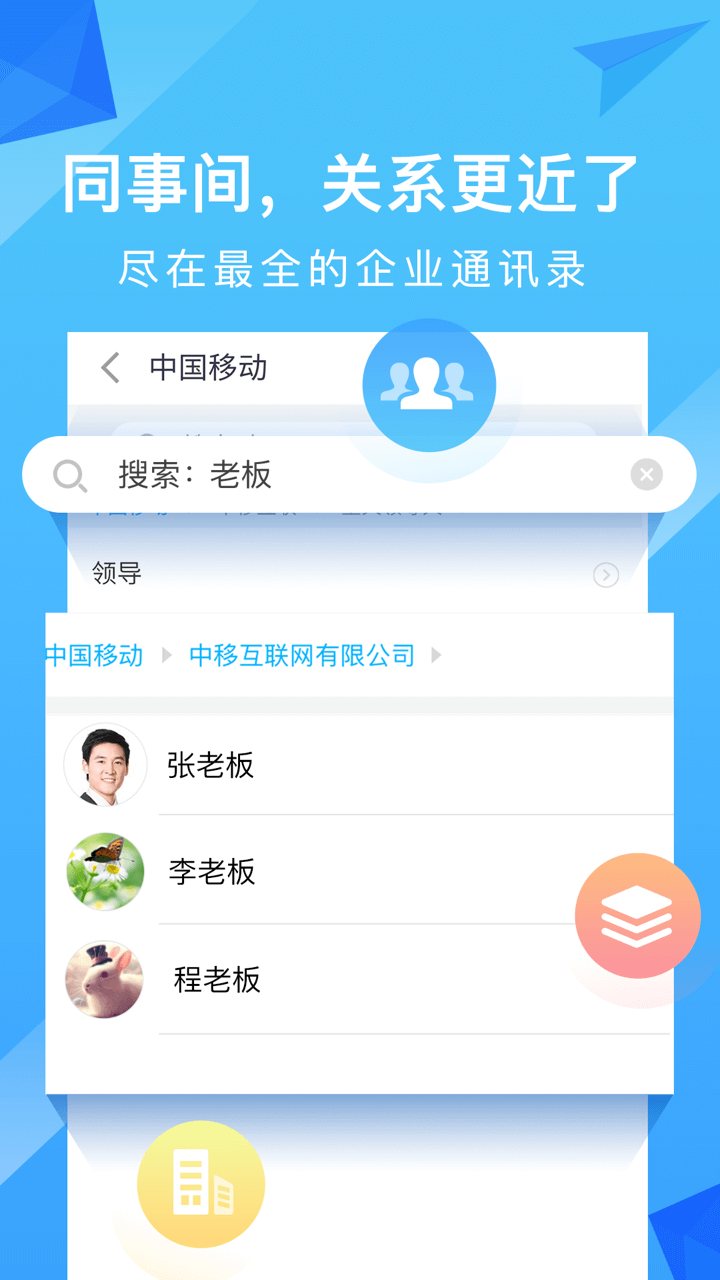 同事间，关系更近了
尽在最全的企业通讯录
中国移动
搜索：老板
领导
中国移动 中移互联网有限公司
张老板
李老板
程老板